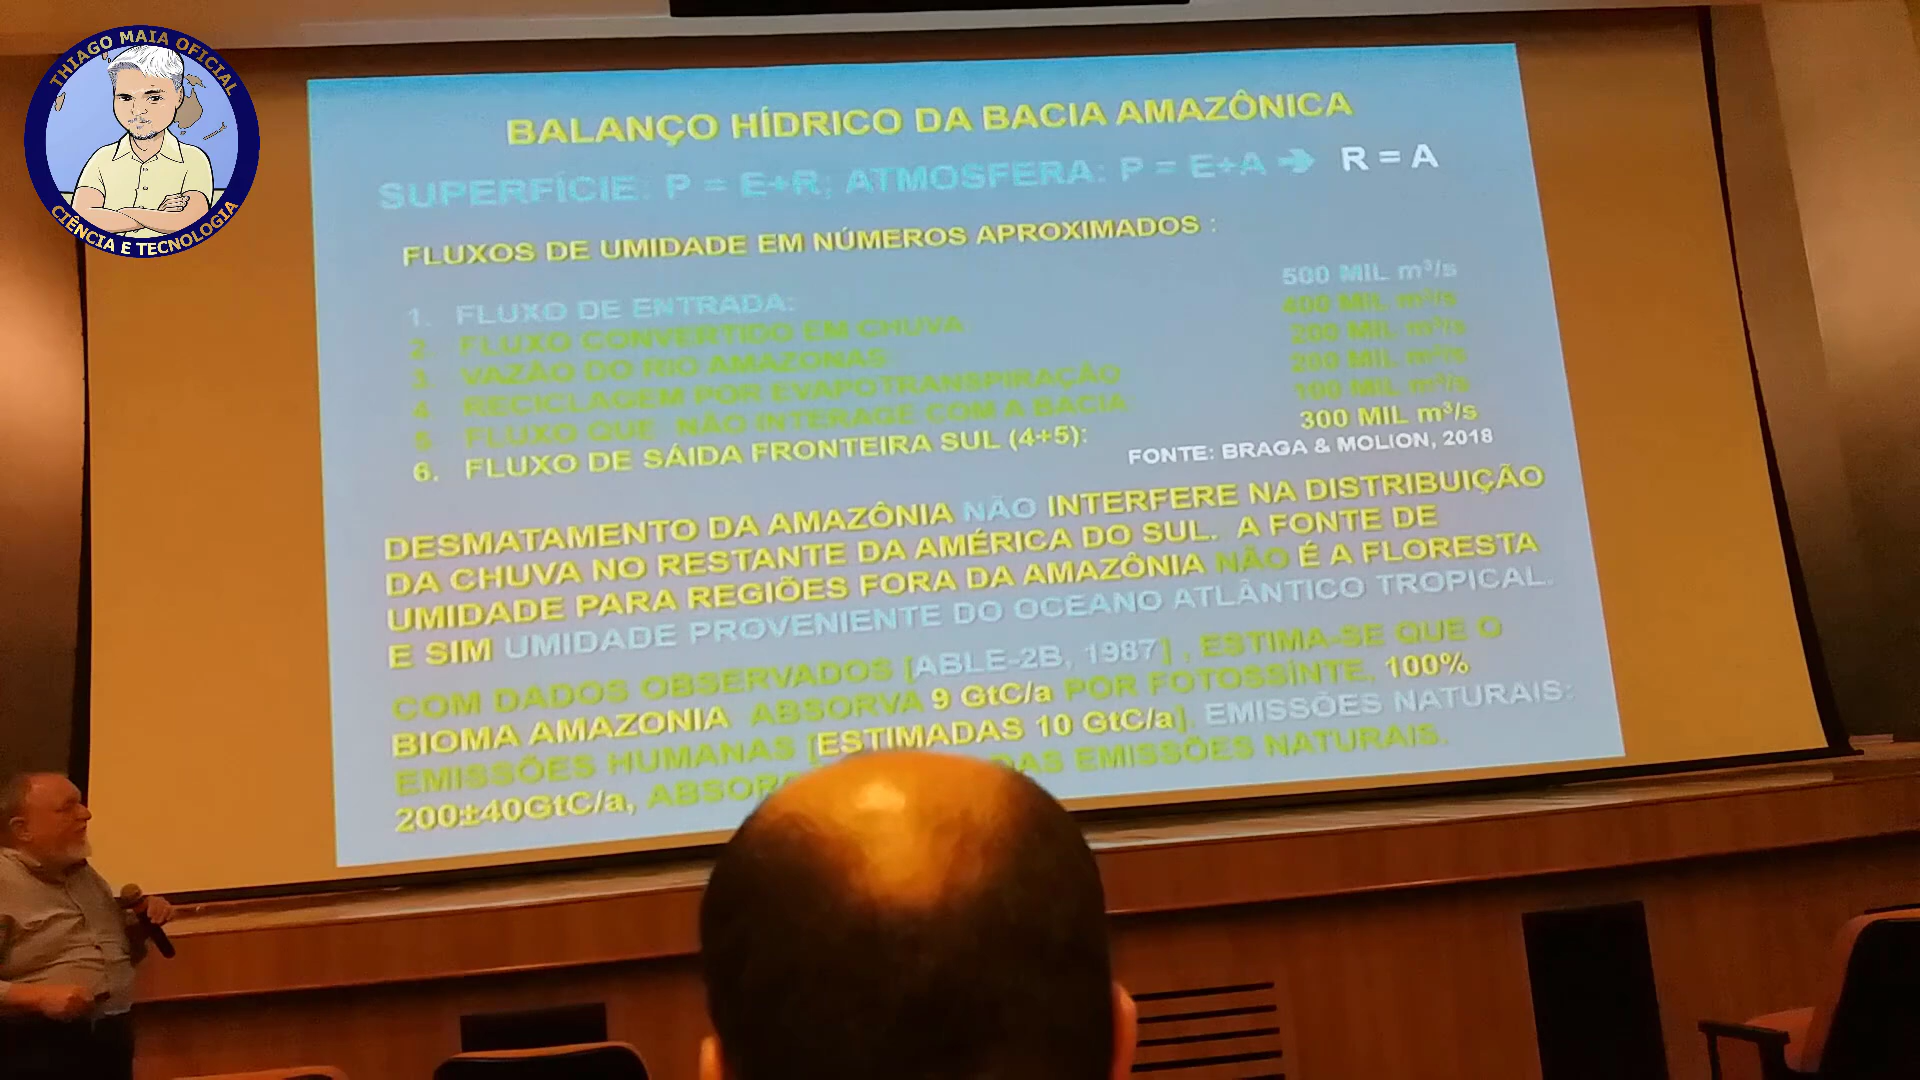 THIAGO MAIA OFICIAL
CIÊNCIA E TECNOLOGIA
BALANÇO HÍDRICO DA BACIA AMAZÔNICA
SUPERFÍCIE: P = E+R; ATMOSFERA: P = E+A ➔ R = A
FLUXOS DE UMIDADE EM NÚMEROS APROXIMADOS :
1. FLUXO DE ENTRADA: 500 MIL m³/s
2. FLUXO CONVERTIDO EM CHUVA 400 MIL m³/s
3. VAZÃO DO RIO AMAZONAS 200 MIL m³/s
4. RECICLAGEM POR EVAPOTRANSPIRAÇÃO 200 MIL m³/s
5. FLUXO QUE NÃO INTERAGE COM A BACIA 100 MIL m³/s
6. FLUXO DE SÁIDA FRONTEIRA SUL (4+5): 300 MIL m³/s
FONTE: BRAGA & MOLION, 2018
DESMATAMENTO DA AMAZÔNIA NÃO INTERFERE NA DISTRIBUIÇÃO
DA CHUVA NO RESTANTE DA AMÉRICA DO SUL. A FONTE DE
UMIDADE PARA REGIÕES FORA DA AMAZÔNIA NÃO É A FLORESTA
E SIM UMIDADE PROVENIENTE DO OCEANO ATLÂNTICO TROPICAL.
COM DADOS OBSERVADOS [ABLE-2B, 1987] , ESTIMA-SE QUE O
BIOMA AMAZONIA ABSORVA 9 GtC/a POR FOTOSSÍNTE, 100%
EMISSÕES HUMANAS [ESTIMADAS 10 GtC/a]. EMISSÕES NATURAIS:
200±40GtC/a, DAS EMISSÕES NATURAIS.